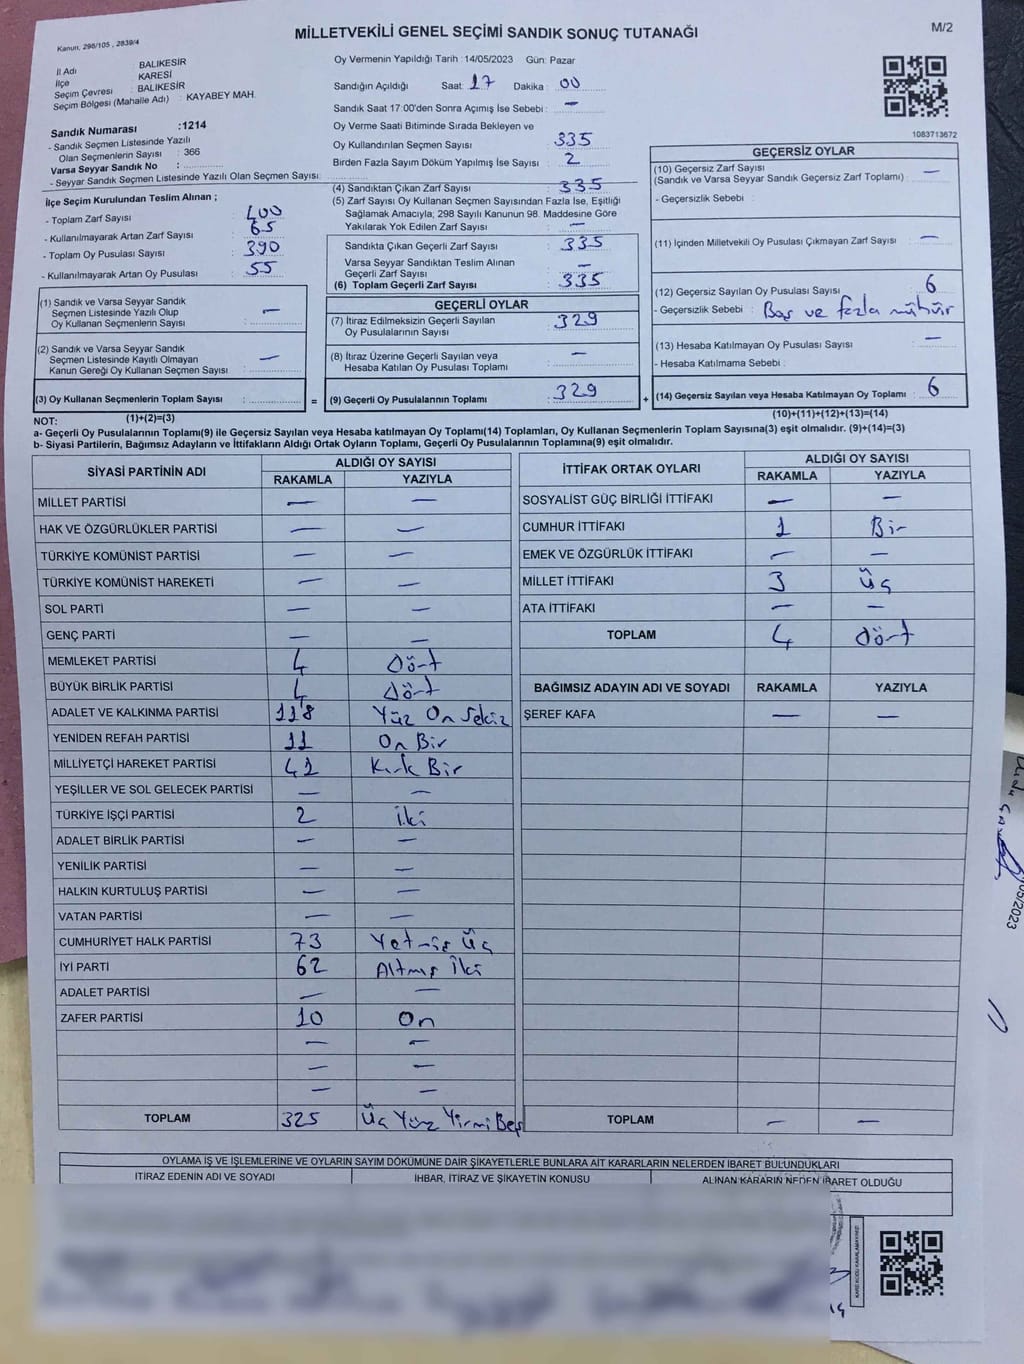 MİLLETVEKİLİ GENEL SEÇİMİ SANDIK SONUÇ TUTANAĞI
M/2
Kanun, 298/105 , 2839/4
İl Adı : BALIKESİR
İlçe : KARESİ
Seçim Çevresi : BALIKESİR
Seçim Bölgesi (Mahalle Adı) : KAYABEY MAH.
Sandık Numarası :1214
- Sandık Seçmen Listesinde Yazılı
Olan Seçmenlerin Sayısı : 366
Varsa Seyyar Sandık No :
- Seyyar Sandık Seçmen Listesinde Yazılı Olan Seçmen Sayısı:
Oy Vermenin Yapıldığı Tarih :14/05/2023 Gün: Pazar
Sandığın Açıldığı Saat: 17 Dakika : 00
Sandık Saat 17:00'den Sonra Açımış İse Sebebi : —
Oy Verme Saati Bitiminde Sırada Bekleyen ve
Oy Kullandırılan Seçmen Sayısı : 335
Birden Fazla Sayım Döküm Yapılmış İse Sayısı : 2
1083713672
İlçe Seçim Kurulundan Teslim Alınan ;
- Toplam Zarf Sayısı : 400
- Kullanılmayarak Artan Zarf Sayısı : 65
- Toplam Oy Pusulası Sayısı : 390
- Kullanılmayarak Artan Oy Pusulası : 55
(4) Sandıktan Çıkan Zarf Sayısı : 335
(5) Zarf Sayısı Oy Kullanan Seçmen Sayısından Fazla İse, Eşitliği
Sağlamak Amacıyla, 298 Sayılı Kanunun 98. Maddesine Göre
Yakılarak Yok Edilen Zarf Sayısı : —
Sandıkta Çıkan Geçerli Zarf Sayısı : 335
Varsa Seyyar Sandıktan Teslim Alınan
Geçerli Zarf Sayısı : —
(6) Toplam Geçerli Zarf Sayısı : 335
GEÇERSİZ OYLAR
(10) Geçersiz Zarf Sayısı
(Sandık ve Varsa Seyyar Sandık Geçersiz Zarf Toplamı) : —
- Geçersizlik Sebebi :
(11) İçinden Milletvekili Oy Pusulası Çıkmayan Zarf Sayısı : —
(12) Geçersiz Sayılan Oy Pusulası Sayısı : 6
- Geçersizlik Sebebi : Boş ve fazla mühür
(13) Hesaba Katılmayan Oy Pusulası Sayısı : —
- Hesaba Katılmama Sebebi :
(14) Geçersiz Sayılan veya Hesaba Katılmayan Oy Toplamı : 6
(10)+(11)+(12)+(13)=(14)
(1) Sandık ve Varsa Seyyar Sandık
Seçmen Listesinde Yazılı Olup
Oy Kullanan Seçmenlerin Sayısı : —
(2) Sandık ve Varsa Seyyar Sandık
Seçmen Listesinde Kayıtlı Olmayan
Kanun Gereği Oy Kullanan Seçmen Sayısı : —
(3) Oy Kullanan Seçmenlerin Toplam Sayısı : =
GEÇERLİ OYLAR
(7) İtiraz Edilmeksizin Geçerli Sayılan
Oy Pusulalarının Sayısı : 329
(8) İtiraz Üzerine Geçerli Sayılan veya
Hesaba Katılan Oy Pusulası Toplamı : —
(9) Geçerli Oy Pusulalarının Toplamı : 329 +
NOT: (1)+(2)=(3)
a- Geçerli Oy Pusulalarının Toplamı(9) ile Geçersiz Sayılan veya Hesaba katılmayan Oy Toplamı(14) Toplamları, Oy Kullanan Seçmenlerin Toplam Sayısına(3) eşit olmalıdır. (9)+(14)=(3)
b- Siyasi Partilerin, Bağımsız Adayların ve İttifakların Aldığı Ortak Oyların Toplamı, Geçerli Oy Pusulalarının Toplamına(9) eşit olmalıdır.
SİYASİ PARTİNİN ADI ALDIĞI OY SAYISI
RAKAMLA YAZIYLA
MİLLET PARTİSİ — —
HAK VE ÖZGÜRLÜKLER PARTİSİ — —
TÜRKİYE KOMÜNİST PARTİSİ — —
TÜRKİYE KOMÜNİST HAREKETİ — —
SOL PARTİ — —
GENÇ PARTİ — —
MEMLEKET PARTİSİ 4 dört
BÜYÜK BİRLİK PARTİSİ 4 dört
ADALET VE KALKINMA PARTİSİ 118 Yüz On Sekiz
YENİDEN REFAH PARTİSİ 11 On Bir
MİLLİYETÇİ HAREKET PARTİSİ 41 Kırk Bir
YEŞİLLER VE SOL GELECEK PARTİSİ — —
TÜRKİYE İŞÇİ PARTİSİ 2 iki
ADALET BİRLİK PARTİSİ — —
YENİLİK PARTİSİ — —
HALKIN KURTULUŞ PARTİSİ — —
VATAN PARTİSİ — —
CUMHURİYET HALK PARTİSİ 73 Yetmiş Üç
İYİ PARTİ 62 Altmış İki
ADALET PARTİSİ — —
ZAFER PARTİSİ 10 On
— —
— —
— —
TOPLAM 325 Üç Yüz Yirmi Beş
İTTİFAK ORTAK OYLARI ALDIĞI OY SAYISI
RAKAMLA YAZIYLA
SOSYALİST GÜÇ BİRLİĞİ İTTİFAKI — —
CUMHUR İTTİFAKI 1 Bir
EMEK VE ÖZGÜRLÜK İTTİFAKI — —
MİLLET İTTİFAKI 3 Üç
ATA İTTİFAKI — —
TOPLAM 4 dört
BAĞIMSIZ ADAYIN ADI VE SOYADI RAKAMLA YAZIYLA
ŞEREF KAFA — —
TOPLAM — —
OYLAMA İŞ VE İŞLEMLERİNE VE OYLARIN SAYIM DÖKÜMÜNE DAİR ŞİKAYETLERLE BUNLARA AİT KARARLARIN NELERDEN İBARET BULUNDUKLARI
İTİRAZ EDENİN ADI VE SOYADI İHBAR, İTİRAZ VE ŞİKAYETİN KONUSU ALINAN KARARIN NEDEN İBARET OLDUĞU